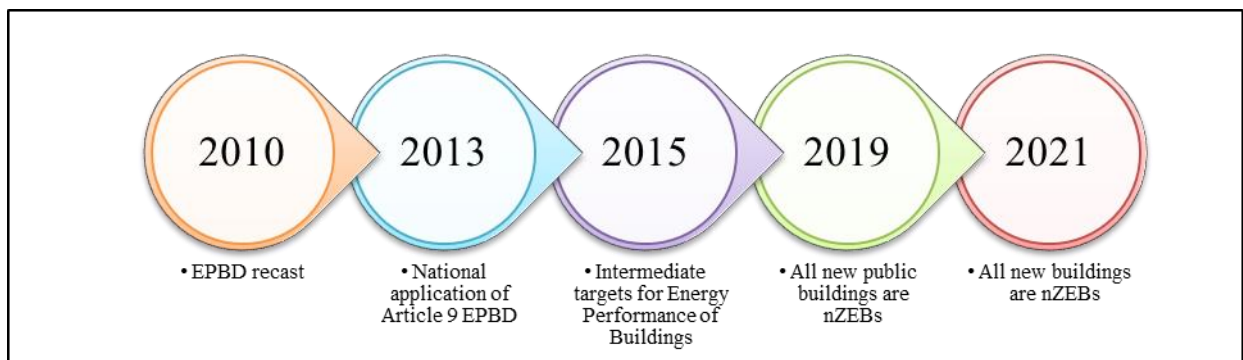 2010
2013
2015
2019
2021
• EPBD recast
• National
application of
Article 9 EPBD
• Intermediate
targets for Energy
Performance of
Buildings
• All new public
buildings are
nZEBs
• All new buildings
are nZEBs